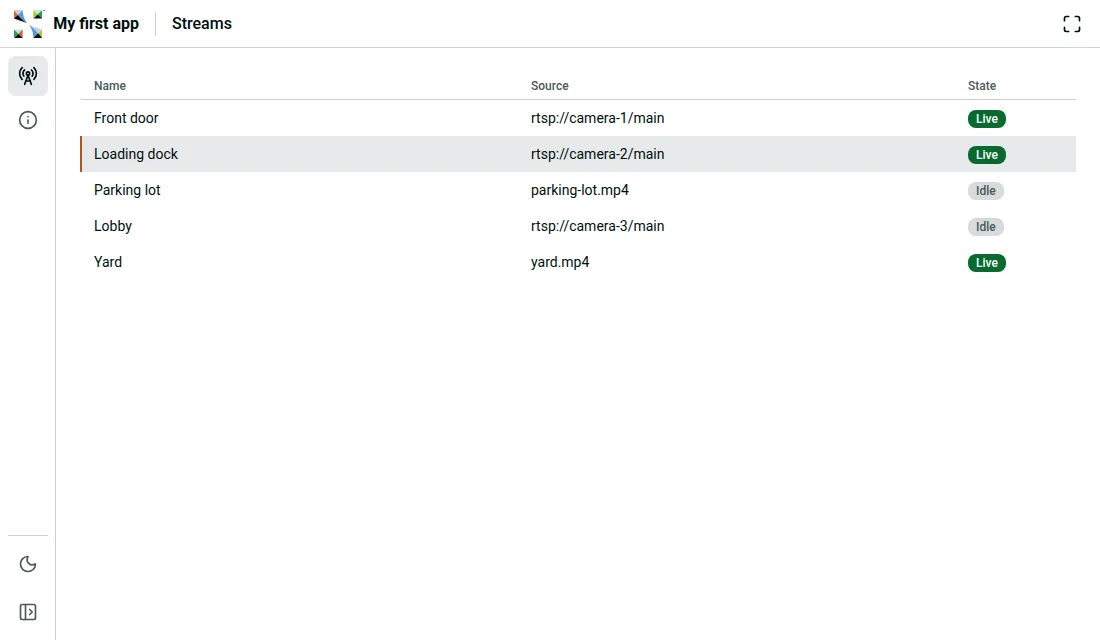 My first app
Streams
Name Source State
Front door rtsp://camera-1/main Live
Loading dock rtsp://camera-2/main Live
Parking lot parking-lot.mp4 Idle
Lobby rtsp://camera-3/main Idle
Yard yard.mp4 Live